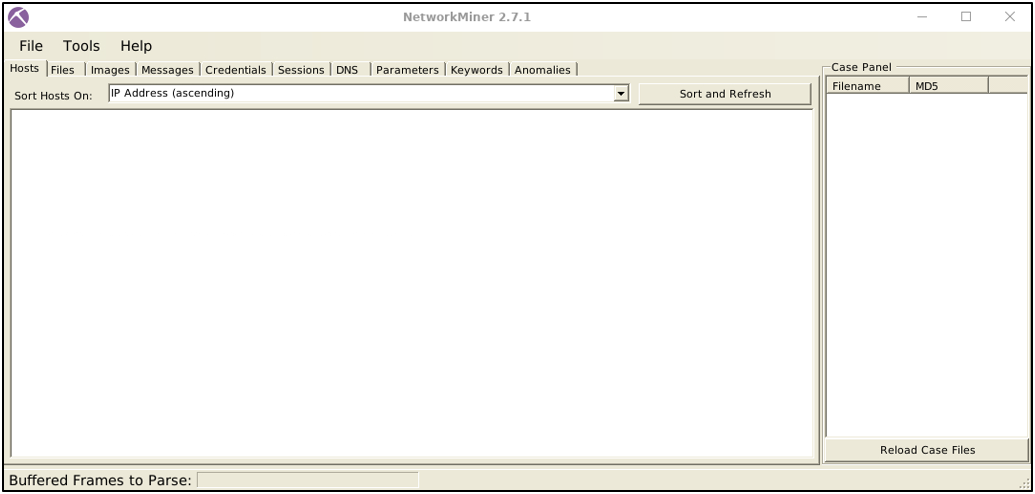 NetworkMiner 2.7.1
File Tools Help
Hosts Files Images Messages Credentials Sessions DNS Parameters Keywords Anomalies
Sort Hosts On: IP Address (ascending) Sort and Refresh
Case Panel
Filename MD5
Reload Case Files
Buffered Frames to Parse: